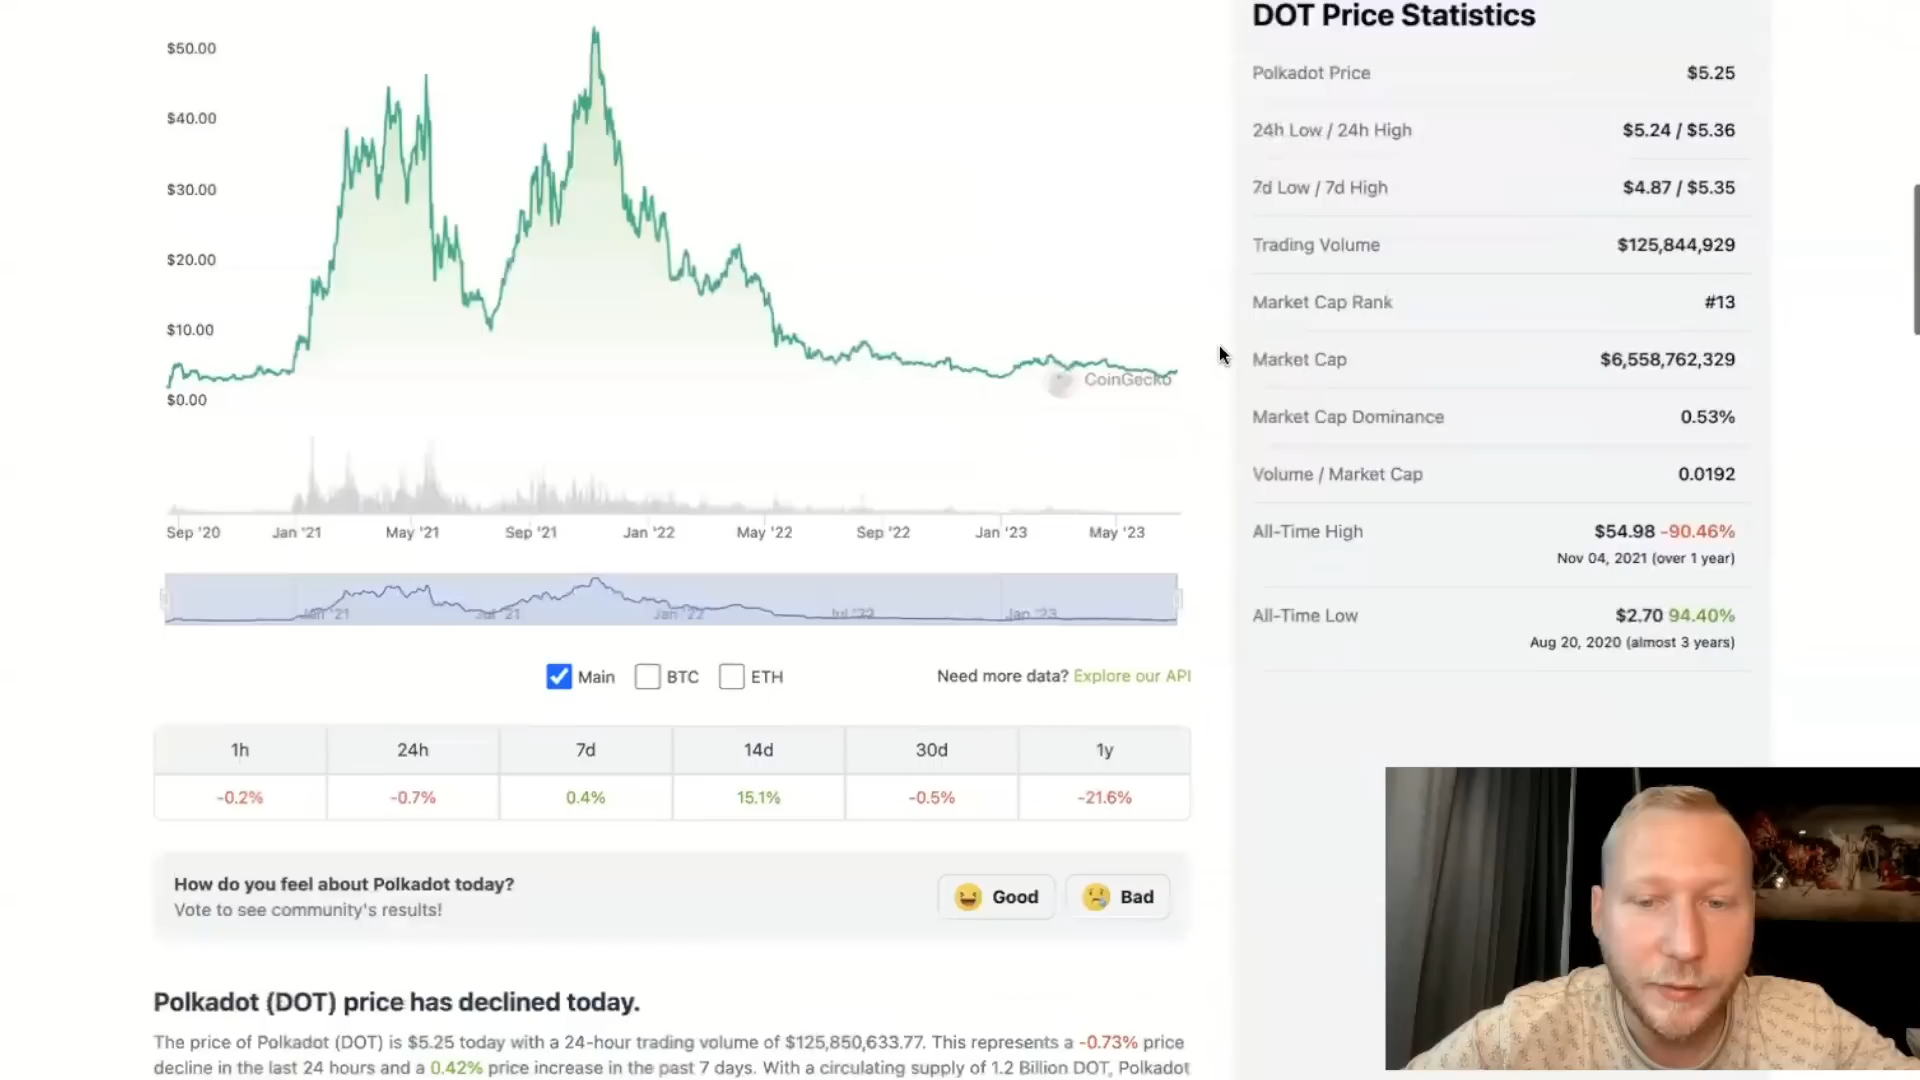 DOT Price Statistics
$50.00
$40.00
$30.00
$20.00
$10.00
$0.00
CoinGecko
Sep '20 Jan '21 May '21 Sep '21 Jan '22 May '22 Sep '22 Jan '23 May '23
Jan '21 Jul '21 Jan '22 Jul '22 Jan '23
Main BTC ETH
Need more data? Explore our API
1h 24h 7d 14d 30d 1y
-0.2% -0.7% 0.4% 15.1% -0.5% -21.6%
How do you feel about Polkadot today?
Vote to see community's results!
Good Bad
Polkadot (DOT) price has declined today.
The price of Polkadot (DOT) is $5.25 today with a 24-hour trading volume of $125,850,633.77. This represents a -0.73% price
decline in the last 24 hours and a 0.42% price increase in the past 7 days. With a circulating supply of 1.2 Billion DOT, Polkadot
Polkadot Price $5.25
24h Low / 24h High $5.24 / $5.36
7d Low / 7d High $4.87 / $5.35
Trading Volume $125,844,929
Market Cap Rank #13
Market Cap $6,558,762,329
Market Cap Dominance 0.53%
Volume / Market Cap 0.0192
All-Time High $54.98 -90.46%
Nov 04, 2021 (over 1 year)
All-Time Low $2.70 94.40%
Aug 20, 2020 (almost 3 years)